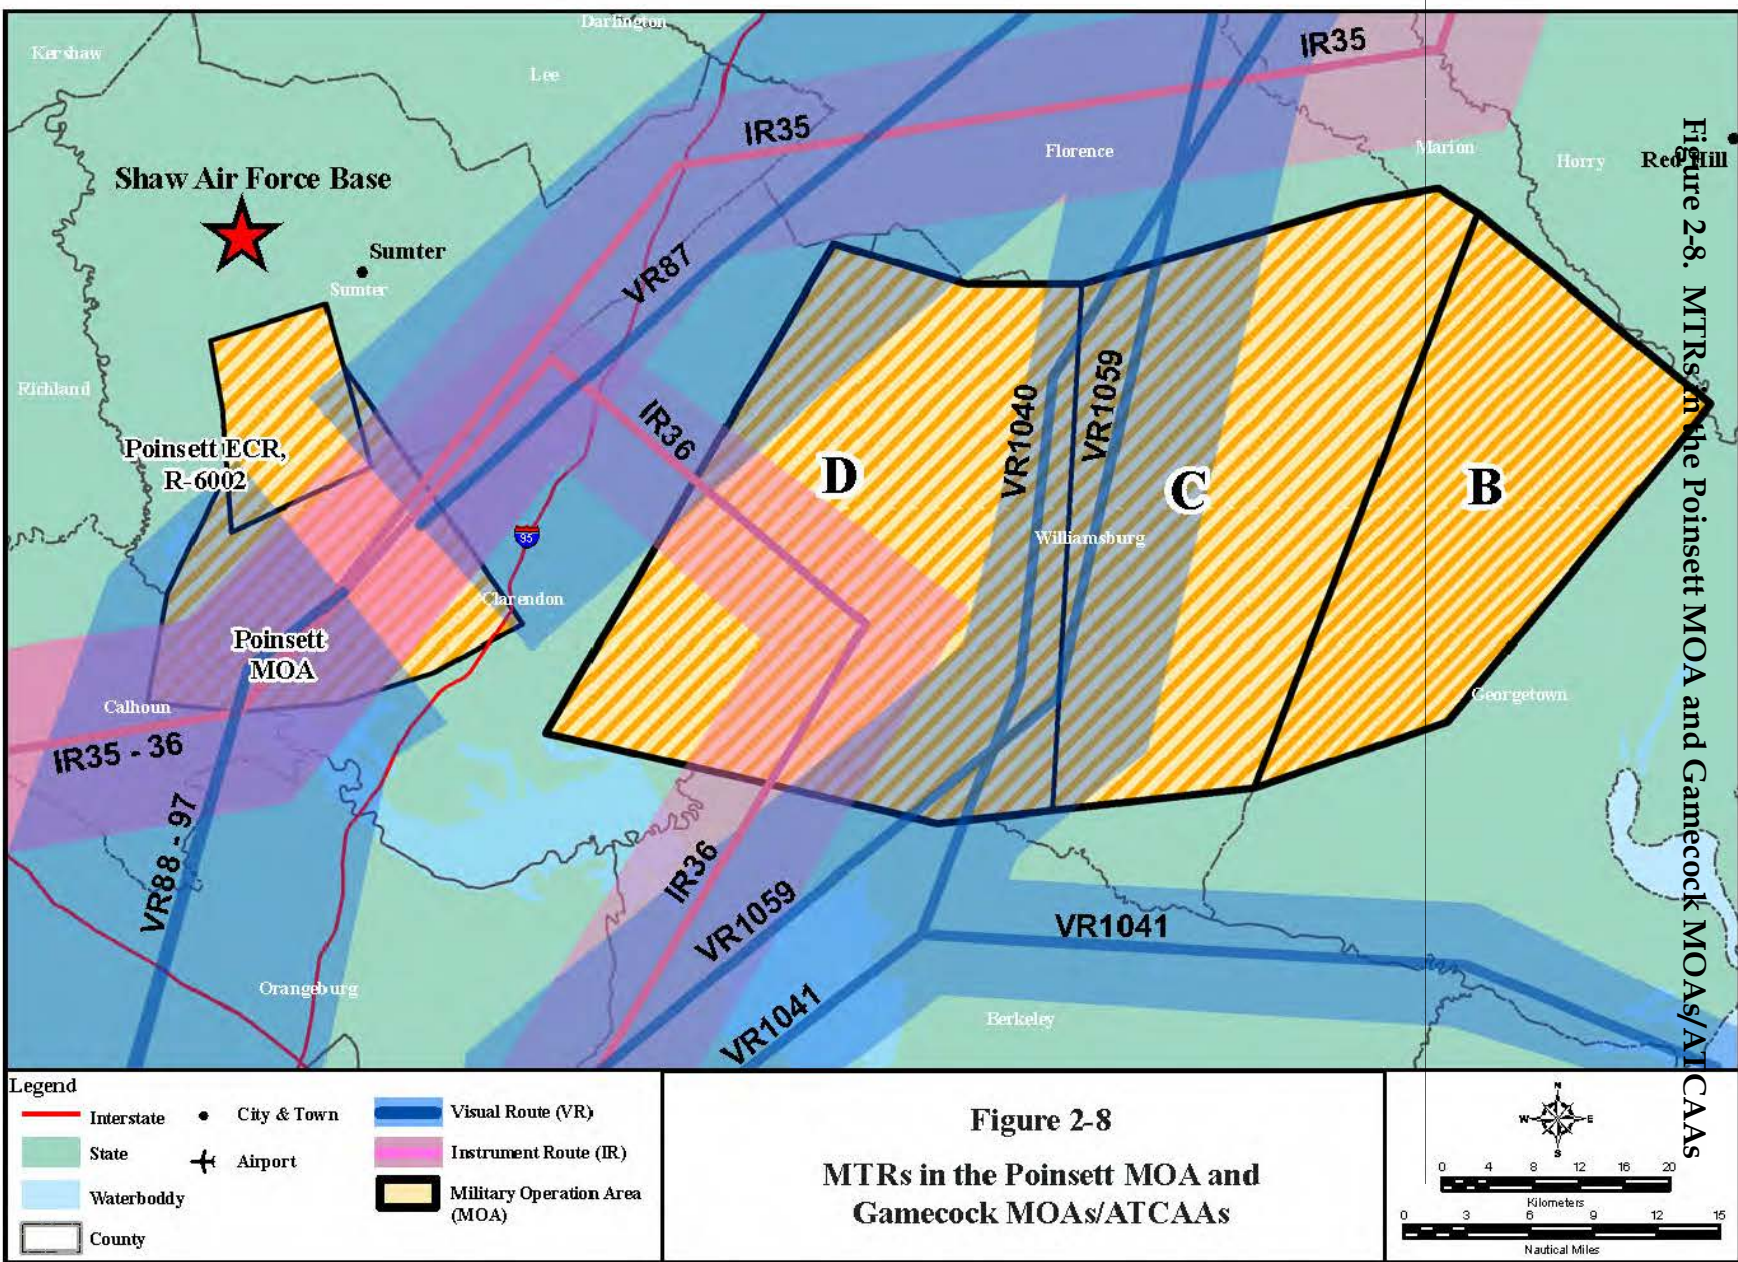 Darlington
Kershaw
Lee
IR35
IR35
Florence
Marion
Horry
Red Hill
Shaw Air Force Base
Sumter
Sumter
VR87
Richland
IR36
VR1040
VR1059
Poinsett ECR,
R-6002
D
C
B
95
Williamsburg
Clarendon
Poinsett
MOA
Georgetown
Calhoun
IR35 - 36
VR88 - 97
IR36
VR1059
VR1041
VR1041
Orangeburg
Berkeley
Figure 2-8. MTRs in the Poinsett MOA and Gamecock MOAs/ATCAAs
Legend
Interstate
State
Waterboddy
County
City & Town
Airport
Visual Route (VR)
Instrument Route (IR)
Military Operation Area
(MOA)
Figure 2-8
MTRs in the Poinsett MOA and
Gamecock MOAs/ATCAAs
N
W E
S
0 4 8 12 16 20
Kilometers
0 3 6 9 12 15
Nautical Miles